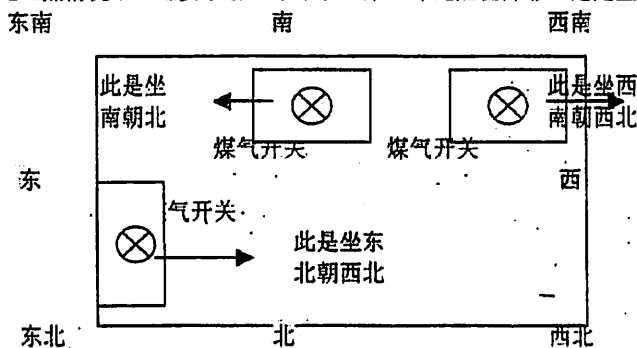 东南 南 西南
此是坐
南朝北
此是坐西
南朝西北
煤气开关 煤气开关
东 西
气开关
此是坐东
北朝西北
东北 北 西北